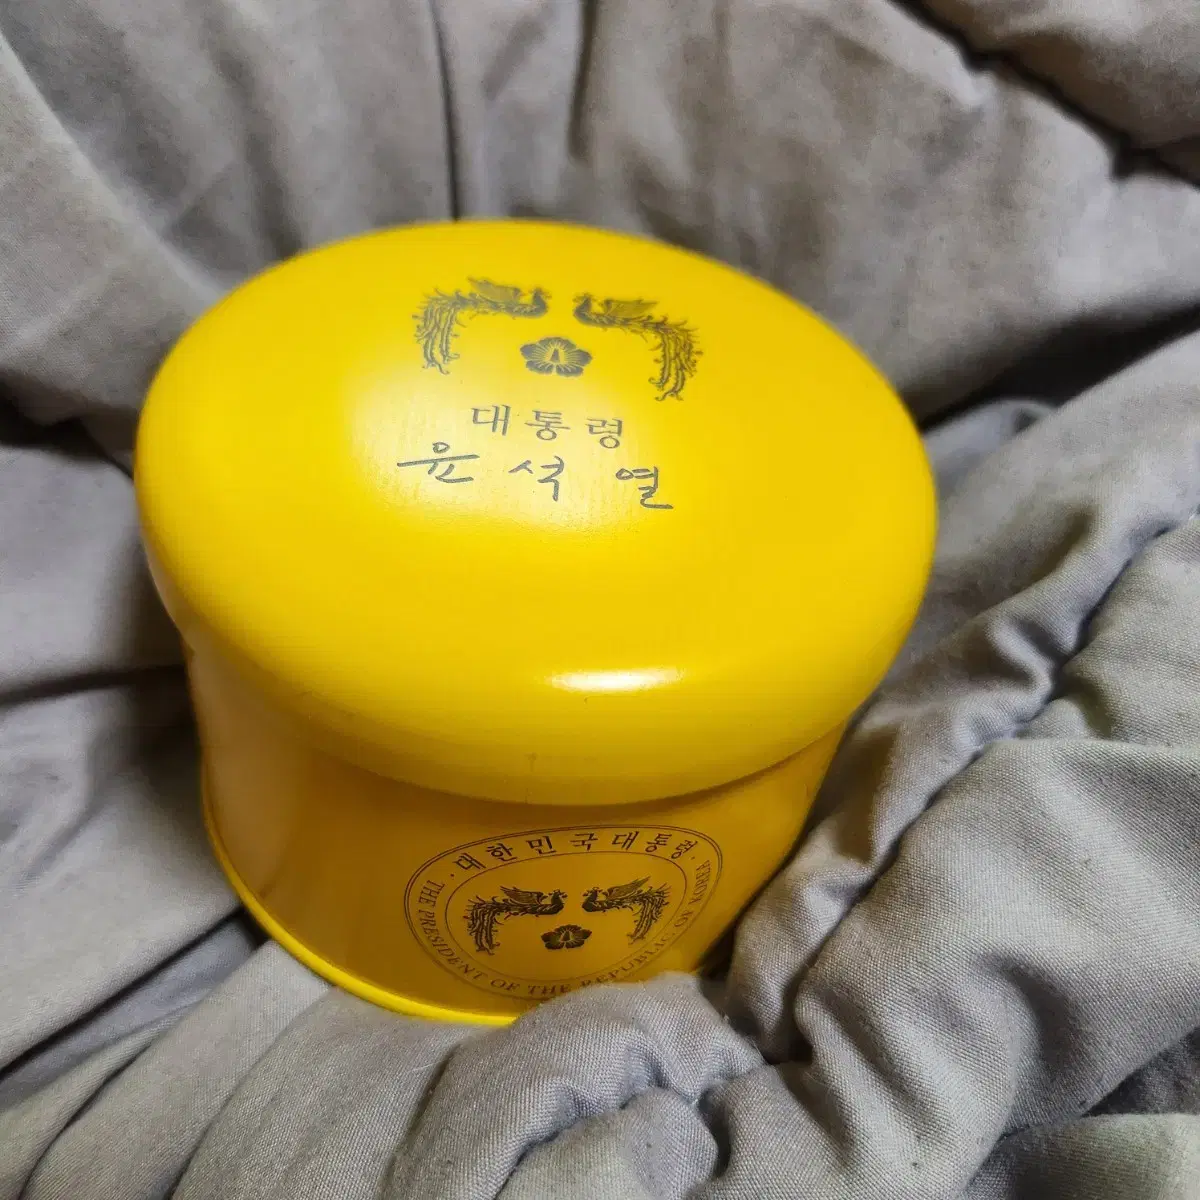 대통령
윤석열
대한민국대통령
THE PRESIDENT OF THE REPUBLIC OF KOREA